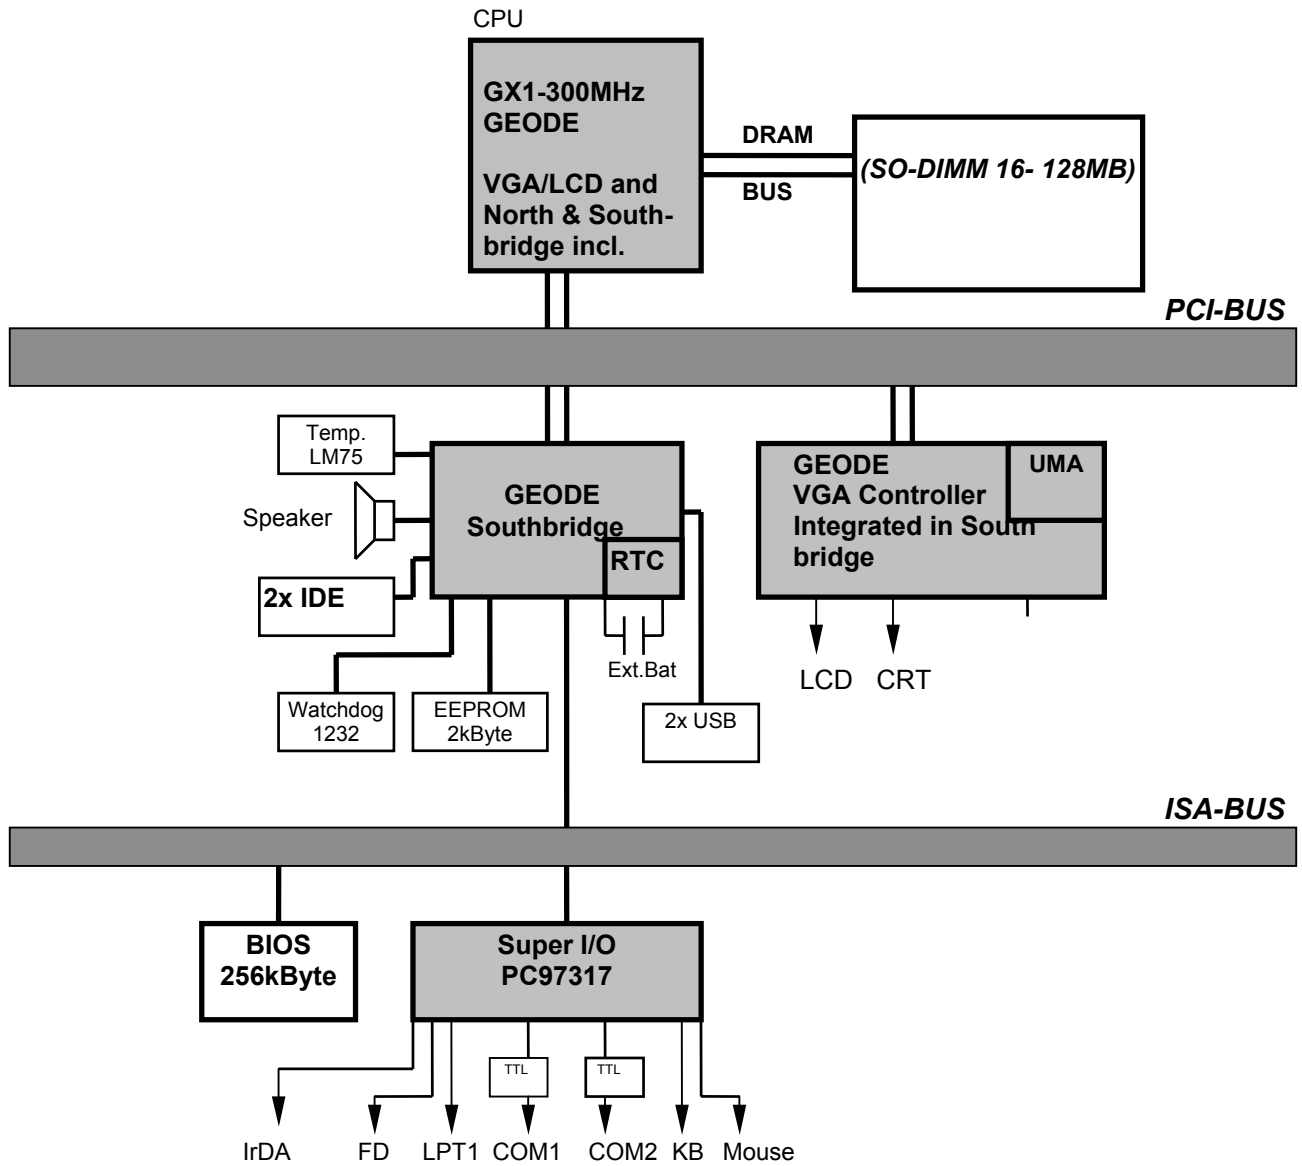 CPU
GX1-300MHz
GEODE
VGA/LCD and
North & South-
bridge incl.
DRAM
BUS
(SO-DIMM 16- 128MB)
PCI-BUS
Temp.
LM75
Speaker
2x IDE
GEODE
Southbridge
RTC
Ext.Bat
Watchdog
1232
EEPROM
2kByte
2x USB
GEODE
VGA Controller
Integrated in South
bridge
UMA
LCD
CRT
ISA-BUS
BIOS
256kByte
Super I/O
PC97317
TTL
TTL
IrDA
FD
LPT1
COM1
COM2
KB
Mouse